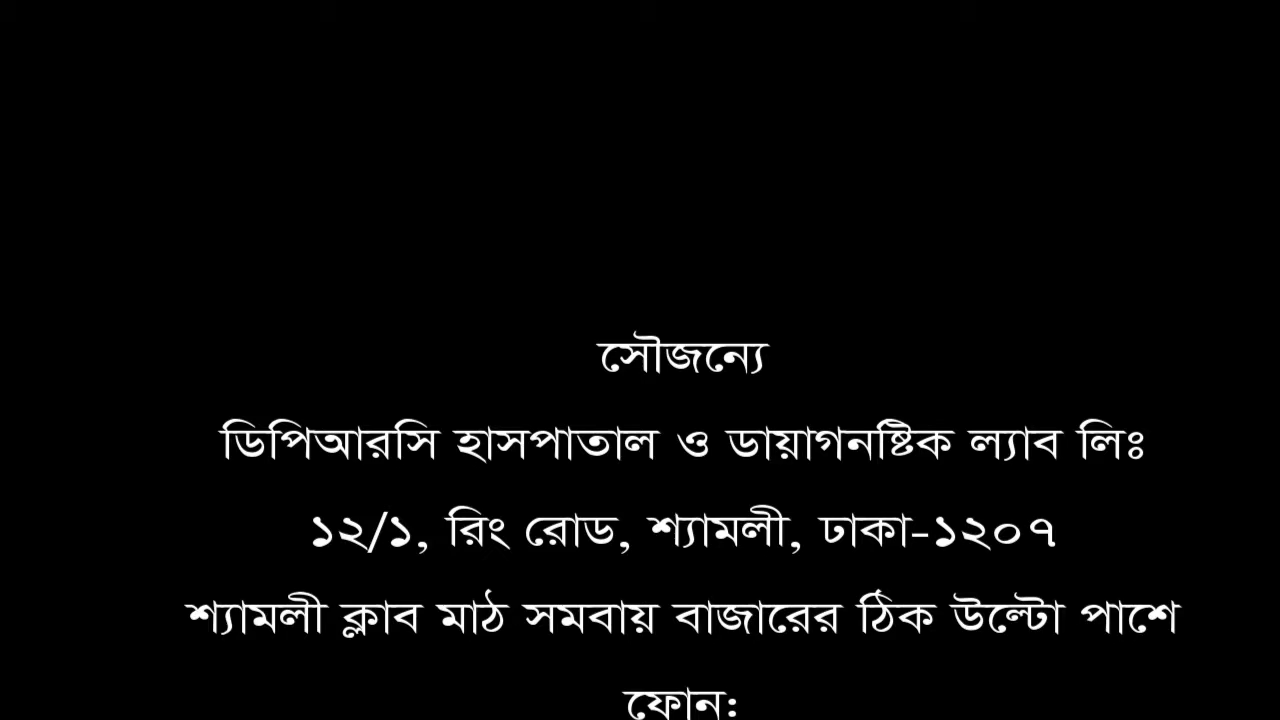 সৌজন্যে
ডিপিআরসি হাসপাতাল ও ডায়াগনষ্টিক ল্যাব লিঃ
১২/১, রিং রোড, শ্যামলী, ঢাকা-১২০৭
শ্যামলী ক্লাব মাঠ সমবায় বাজারের ঠিক উল্টো পাশে
ফোন: